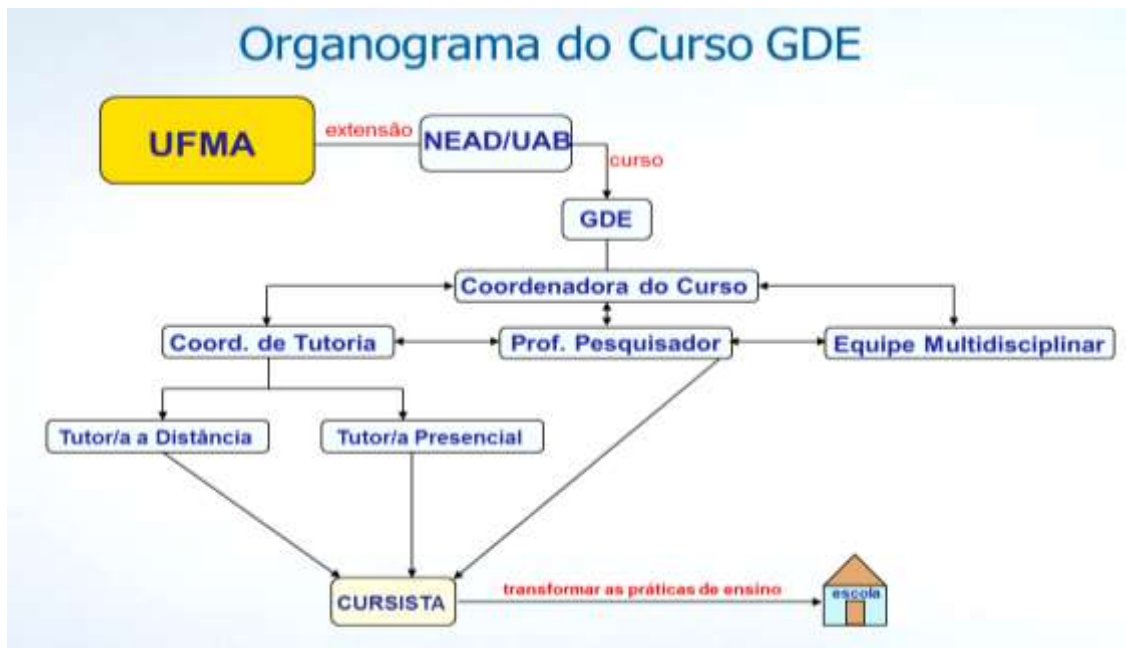 Organograma do Curso GDE
UFMA
extensão
NEAD/UAB
curso
GDE
Coordenadora do Curso
Coord. de Tutoria
Prof. Pesquisador
Equipe Multidisciplinar
Tutor/a a Distância
Tutor/a Presencial
CURSISTA
transformar as práticas de ensino
escola